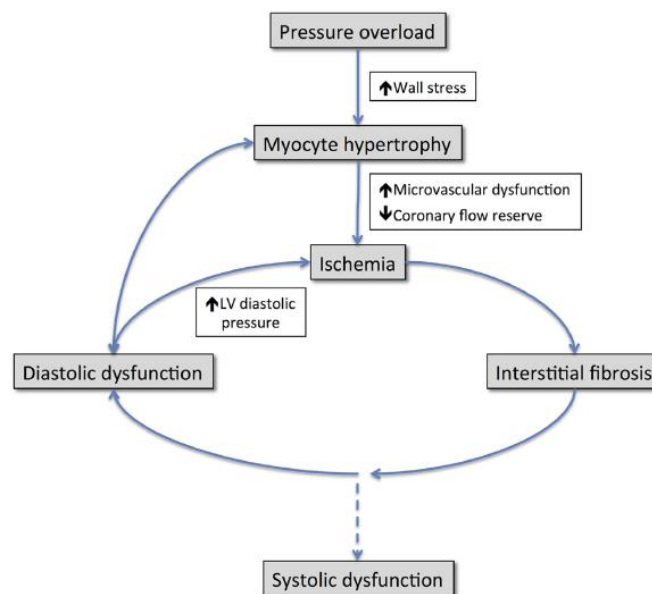 Pressure overload
↑Wall stress
Myocyte hypertrophy
↑Microvascular dysfunction
↓Coronary flow reserve
Ischemia
↑LV diastolic
pressure
Diastolic dysfunction
Interstitial fibrosis
Systolic dysfunction